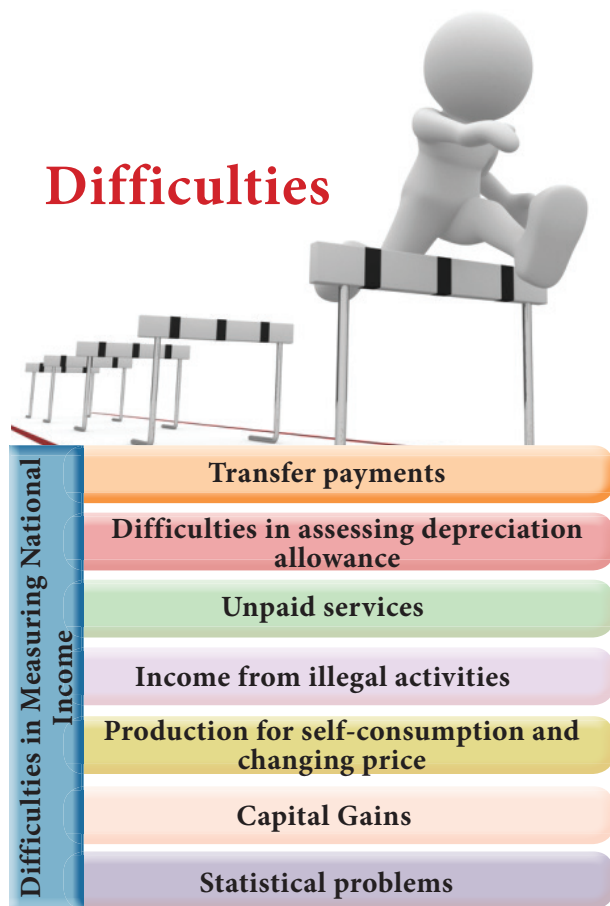 Difficulties
Difficulties in Measuring National
Income
Transfer payments
Difficulties in assessing depreciation
allowance
Unpaid services
Income from illegal activities
Production for self-consumption and
changing price
Capital Gains
Statistical problems